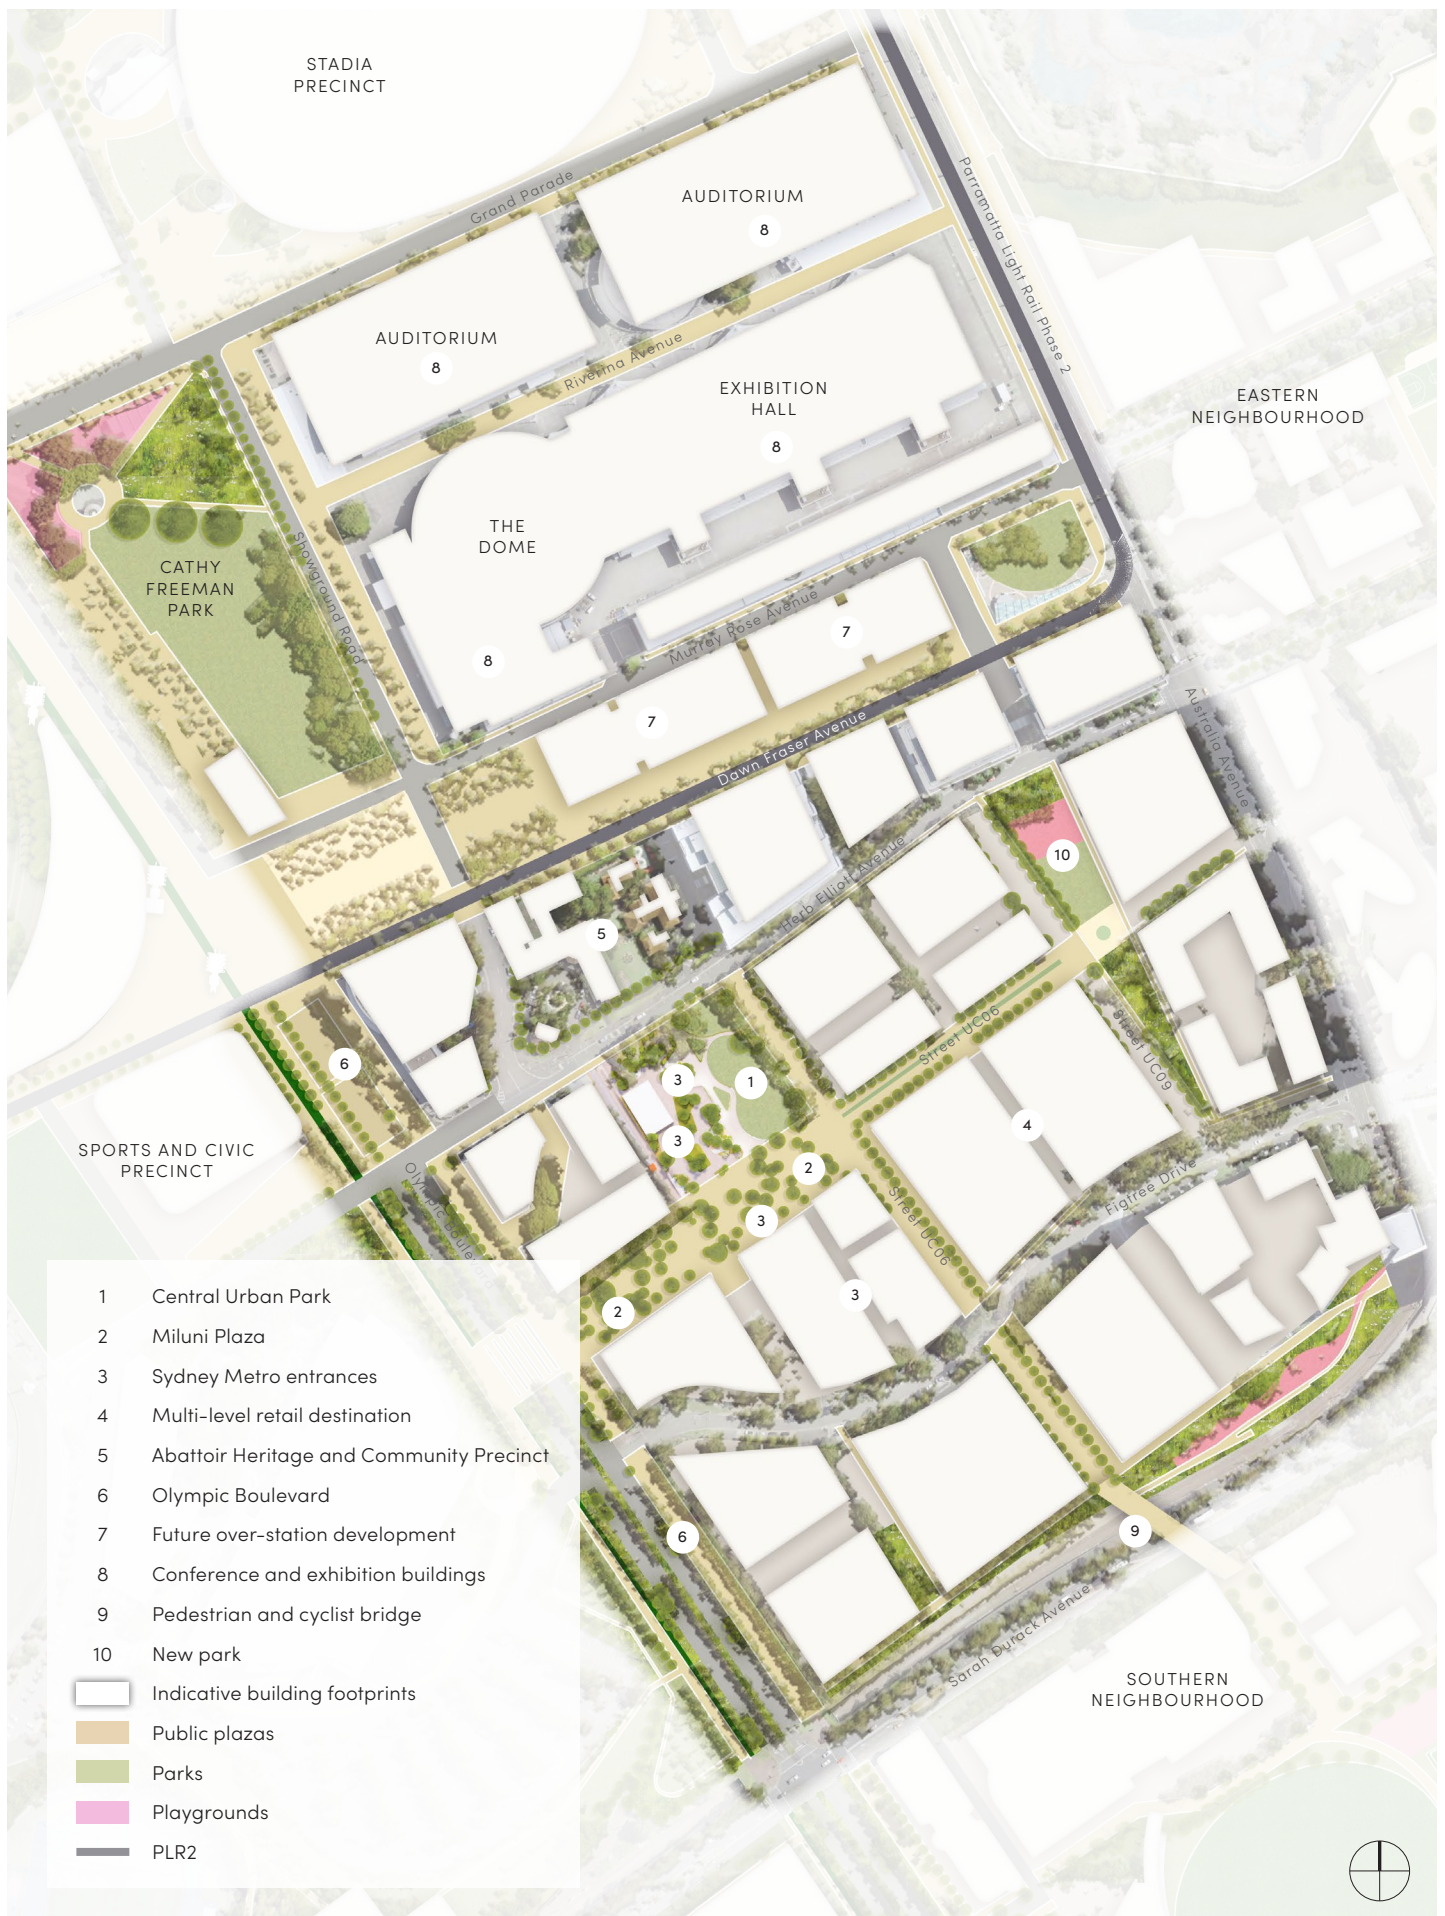 STADIA
PRECINCT
Grand Parade
AUDITORIUM
8
Parramatta Light Rail Phase 2
AUDITORIUM
8
Riverina Avenue
EXHIBITION
HALL
8
EASTERN
NEIGHBOURHOOD
THE
DOME
CATHY
FREEMAN
PARK
Showground Road
Murray Rose Avenue
7
8
7
Dawn Fraser Avenue
Australia Avenue
10
Herb Elliott Avenue
5
Street UC06
Street UC09
6
3
1
4
3
SPORTS AND CIVIC
PRECINCT
2
Figtree Drive
Olympic Boulev
3
Street UC06
3
2
6
9
Sarah Durack Avenue
SOUTHERN
NEIGHBOURHOOD
1 Central Urban Park
2 Miluni Plaza
3 Sydney Metro entrances
4 Multi-level retail destination
5 Abattoir Heritage and Community Precinct
6 Olympic Boulevard
7 Future over-station development
8 Conference and exhibition buildings
9 Pedestrian and cyclist bridge
10 New park
Indicative building footprints
Public plazas
Parks
Playgrounds
PLR2